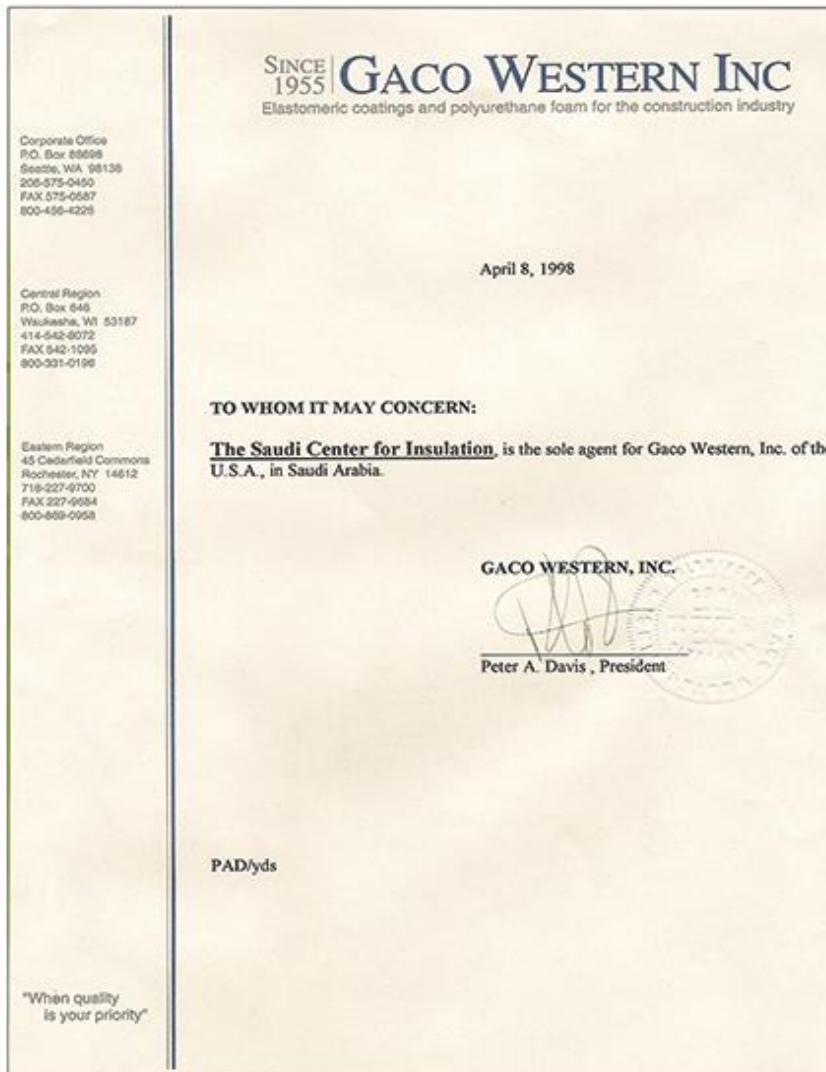 SINCE 1955 GACO WESTERN INC
Elastomeric coatings and polyurethane foam for the construction industry
Corporate Office
P.O. Box 88698
Seattle, WA 98138
206-575-0450
FAX 575-0587
800-456-4226
April 8, 1998
Central Region
P.O. Box 646
Waukesha, WI 53187
414-542-8072
FAX 542-1095
800-331-0196
TO WHOM IT MAY CONCERN:
The Saudi Center for Insulation, is the sole agent for Gaco Western, Inc. of the
U.S.A., in Saudi Arabia.
Eastern Region
45 Cedarfield Commons
Rochester, NY 14612
716-227-9700
FAX 227-9684
800-869-0958
GACO WESTERN, INC.
Peter A. Davis , President
PAD/yds
"When quality
is your priority"